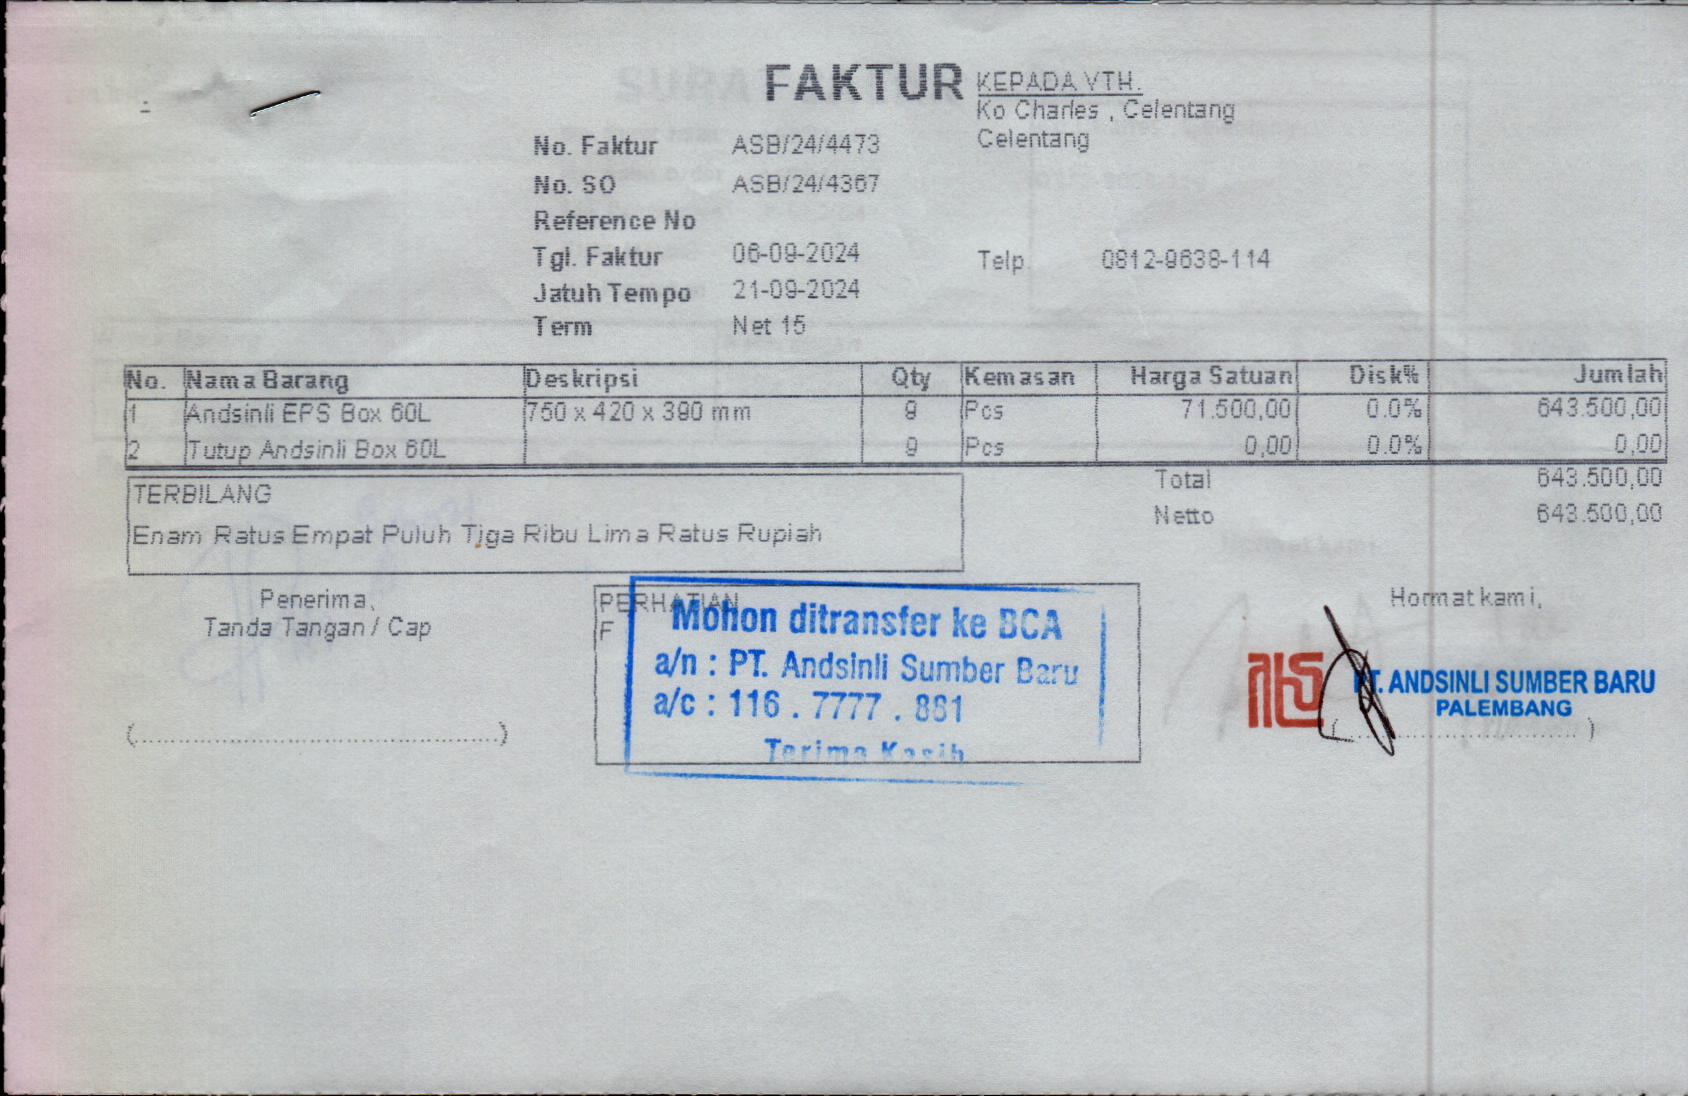 FAKTUR
KEPADA YTH.
Ko Charles , Celentang
Celentang
No. Faktur ASB/24/4473
No. SO ASB/24/4367
Reference No
Tgl. Faktur 06-09-2024
Telp. 0812-9638-114
Jatuh Tempo 21-09-2024
Term Net 15
No. Nama Barang Deskripsi Qty Kemasan Harga Satuan Disk% Jumlah
1 Andsinli EPS Box 60L 750 x 420 x 390 mm 9 Pcs 71.500,00 0.0% 643.500,00
2 Tutup Andsinli Box 60L 9 Pcs 0,00 0.0% 0,00
Total 643.500,00
Netto 643.500,00
TERBILANG
Enam Ratus Empat Puluh Tiga Ribu Lima Ratus Rupiah
Penerima,
Tanda Tangan / Cap
(..............................................)
PERHATIAN
F
Mohon ditransfer ke BCA
a/n : PT. Andsinli Sumber Baru
a/c : 116 . 7777 . 881
Terima Kasih
Hormat kami,
PT. ANDSINLI SUMBER BARU
PALEMBANG
(................................)